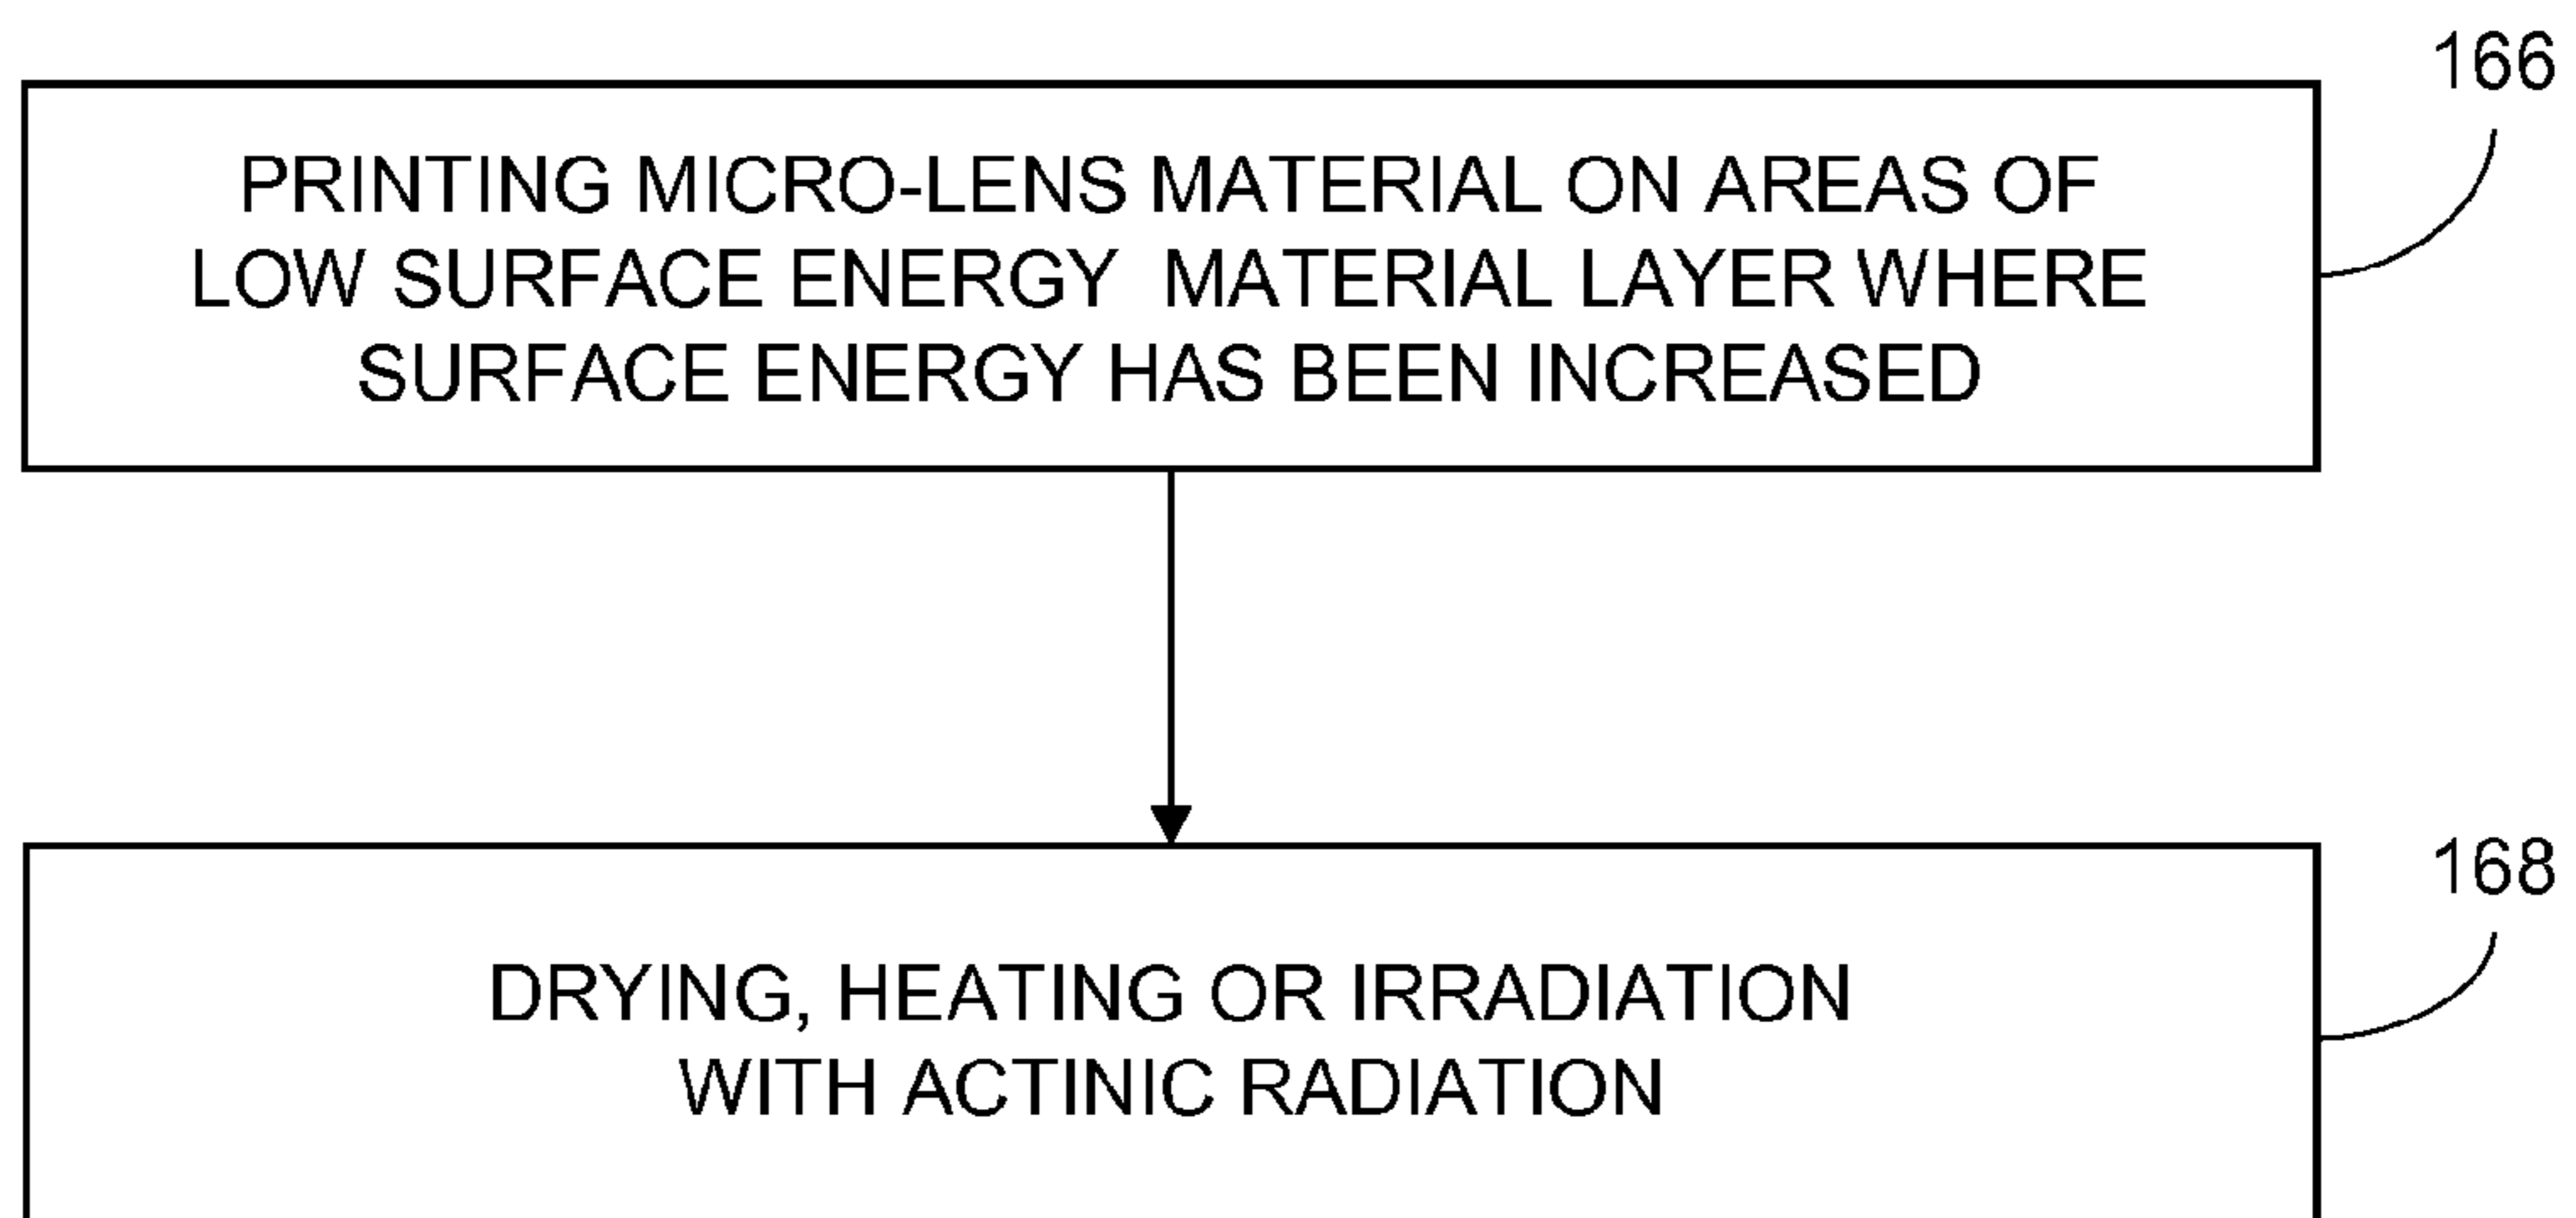 166
PRINTING MICRO-LENS MATERIAL ON AREAS OF
LOW SURFACE ENERGY MATERIAL LAYER WHERE
SURFACE ENERGY HAS BEEN INCREASED
168
DRYING, HEATING OR IRRADIATION
WITH ACTINIC RADIATION